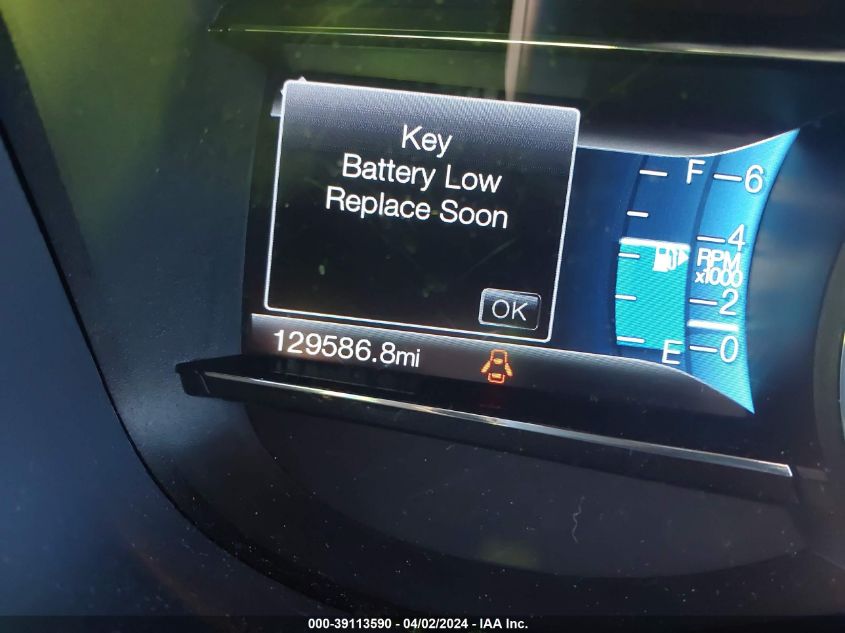 Key
Battery Low
Replace Soon
OK
129586.8mi
F
E
6
4
RPM
x1000
2
0
000-39113590 - 04/02/2024 - IAA Inc.